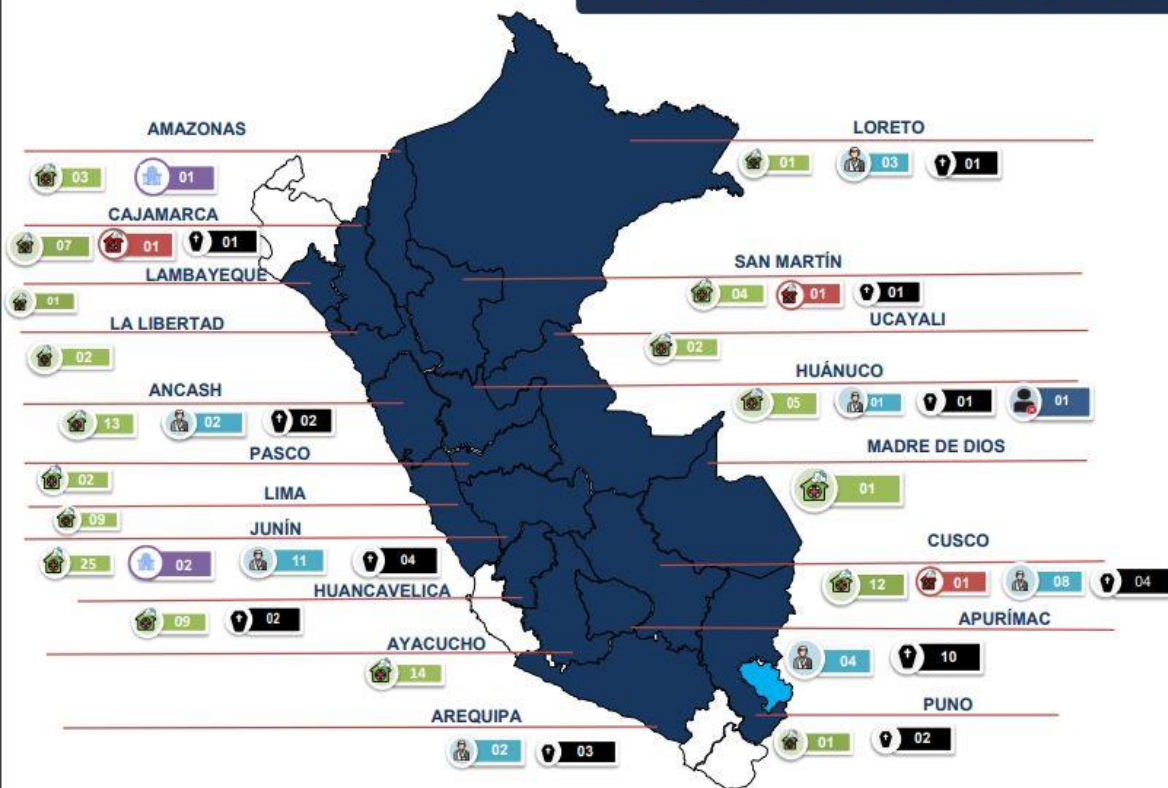 AMAZONAS
03 01
CAJAMARCA
07 01 01
LAMBAYEQUE
01
LA LIBERTAD
02
ANCASH
13 02 02
PASCO
02
LIMA
09
JUNÍN
25 02 11 04
HUANCAVELICA
09 02
AYACUCHO
14
AREQUIPA
02 03
LORETO
01 03 01
SAN MARTÍN
04 01 01
UCAYALI
02
HUÁNUCO
05 01 01 01
MADRE DE DIOS
01
CUSCO
12 01 08 04
APURÍMAC
04 10
PUNO
01 02